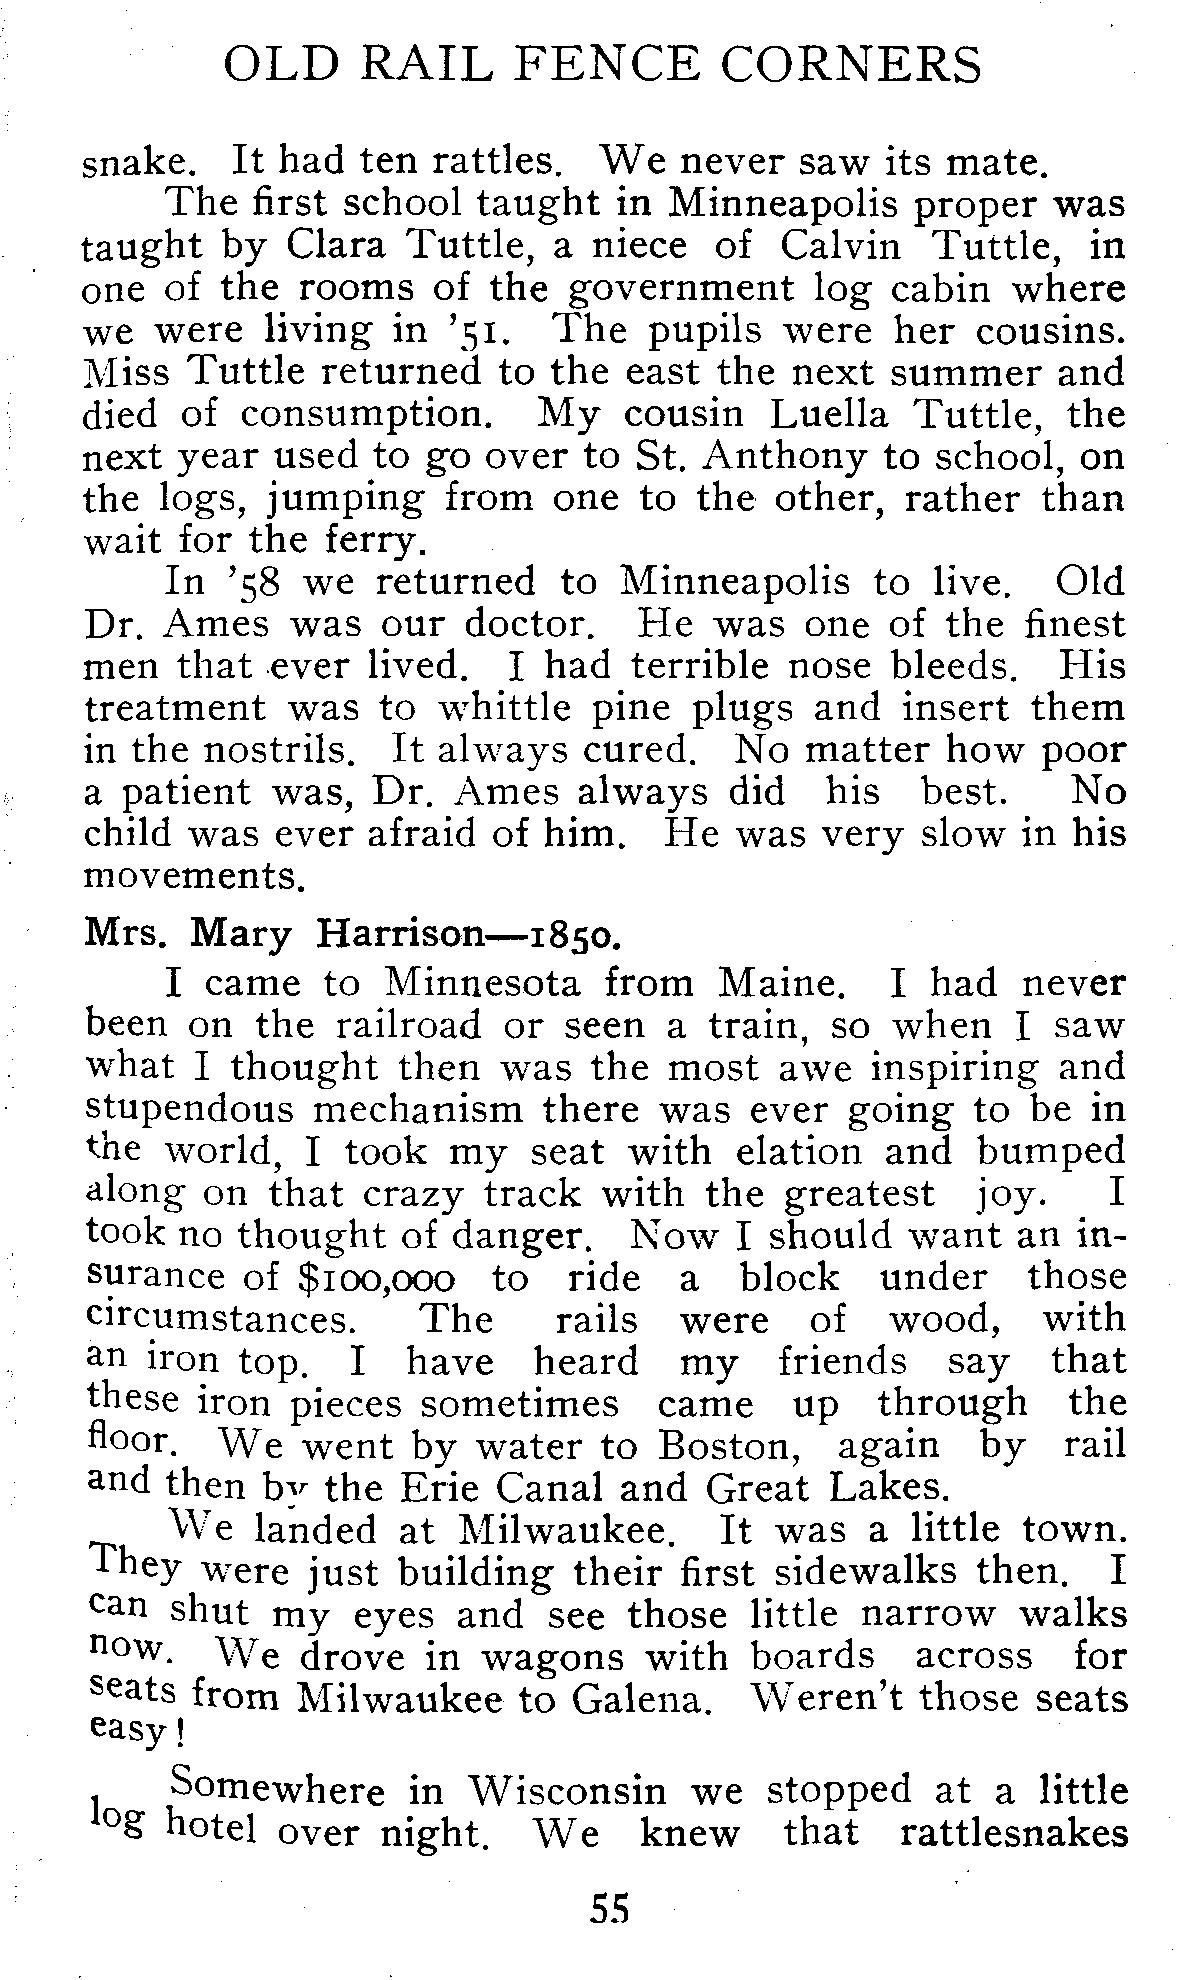 OLD RAIL FENCE CORNERS
snake. It had ten rattles. We never saw its mate.
The first school taught in Minneapolis proper was
taught by Clara Tuttle, a niece of Calvin Tuttle, in
one of the rooms of the government log cabin where
we were living in '51. The pupils were her cousins.
Miss Tuttle returned to the east the next summer and
died of consumption. My cousin Luella Tuttle, the
next year used to go over to St. Anthony to school, on
the logs, jumping from one to the other, rather than
wait for the ferry.
In '58 we returned to Minneapolis to live. Old
Dr. Ames was our doctor. He was one of the finest
men that ever lived. I had terrible nose bleeds. His
treatment was to whittle pine plugs and insert them
in the nostrils. It always cured. No matter how poor
a patient was, Dr. Ames always did his best. No
child was ever afraid of him. He was very slow in his
movements.
Mrs. Mary Harrison—1850.
I came to Minnesota from Maine. I had never
been on the railroad or seen a train, so when I saw
what I thought then was the most awe inspiring and
stupendous mechanism there was ever going to be in
the world, I took my seat with elation and bumped
along on that crazy track with the greatest joy. I
took no thought of danger. Now I should want an in-
surance of $100,000 to ride a block under those
circumstances. The rails were of wood, with
an iron top. I have heard my friends say that
these iron pieces sometimes came up through the
floor. We went by water to Boston, again by rail
and then by the Erie Canal and Great Lakes.
We landed at Milwaukee. It was a little town.
They were just building their first sidewalks then. I
can shut my eyes and see those little narrow walks
now. We drove in wagons with boards across for
seats from Milwaukee to Galena. Weren't those seats
easy!
Somewhere in Wisconsin we stopped at a little
log hotel over night. We knew that rattlesnakes
55